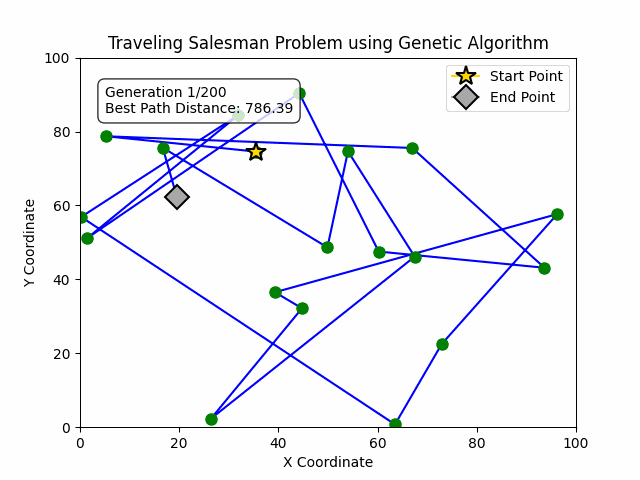 Traveling Salesman Problem using Genetic Algorithm
Generation 1/200
Best Path Distance: 786.39
Start Point
End Point
100
80
60
40
20
0
Y Coordinate
0 20 40 60 80 100
X Coordinate